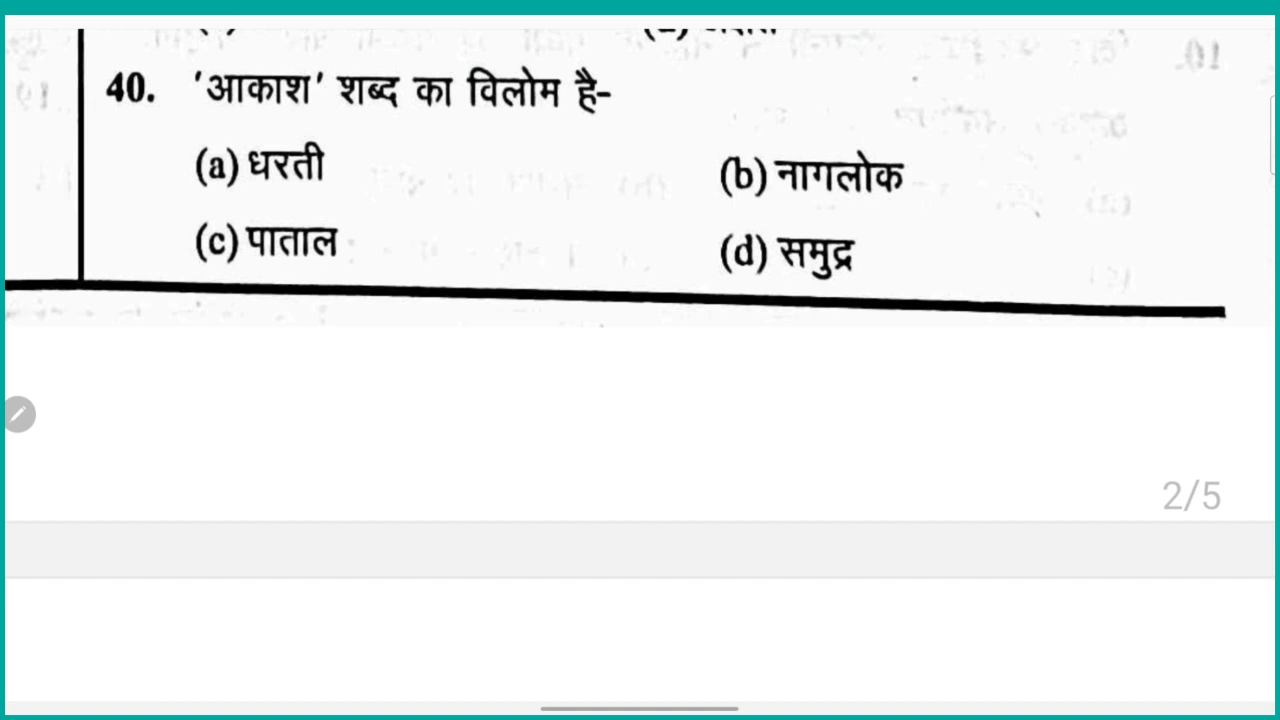 40. 'आकाश' शब्द का विलोम है-
(a) धरती (b) नागलोक
(c) पाताल (d) समुद्र
2/5